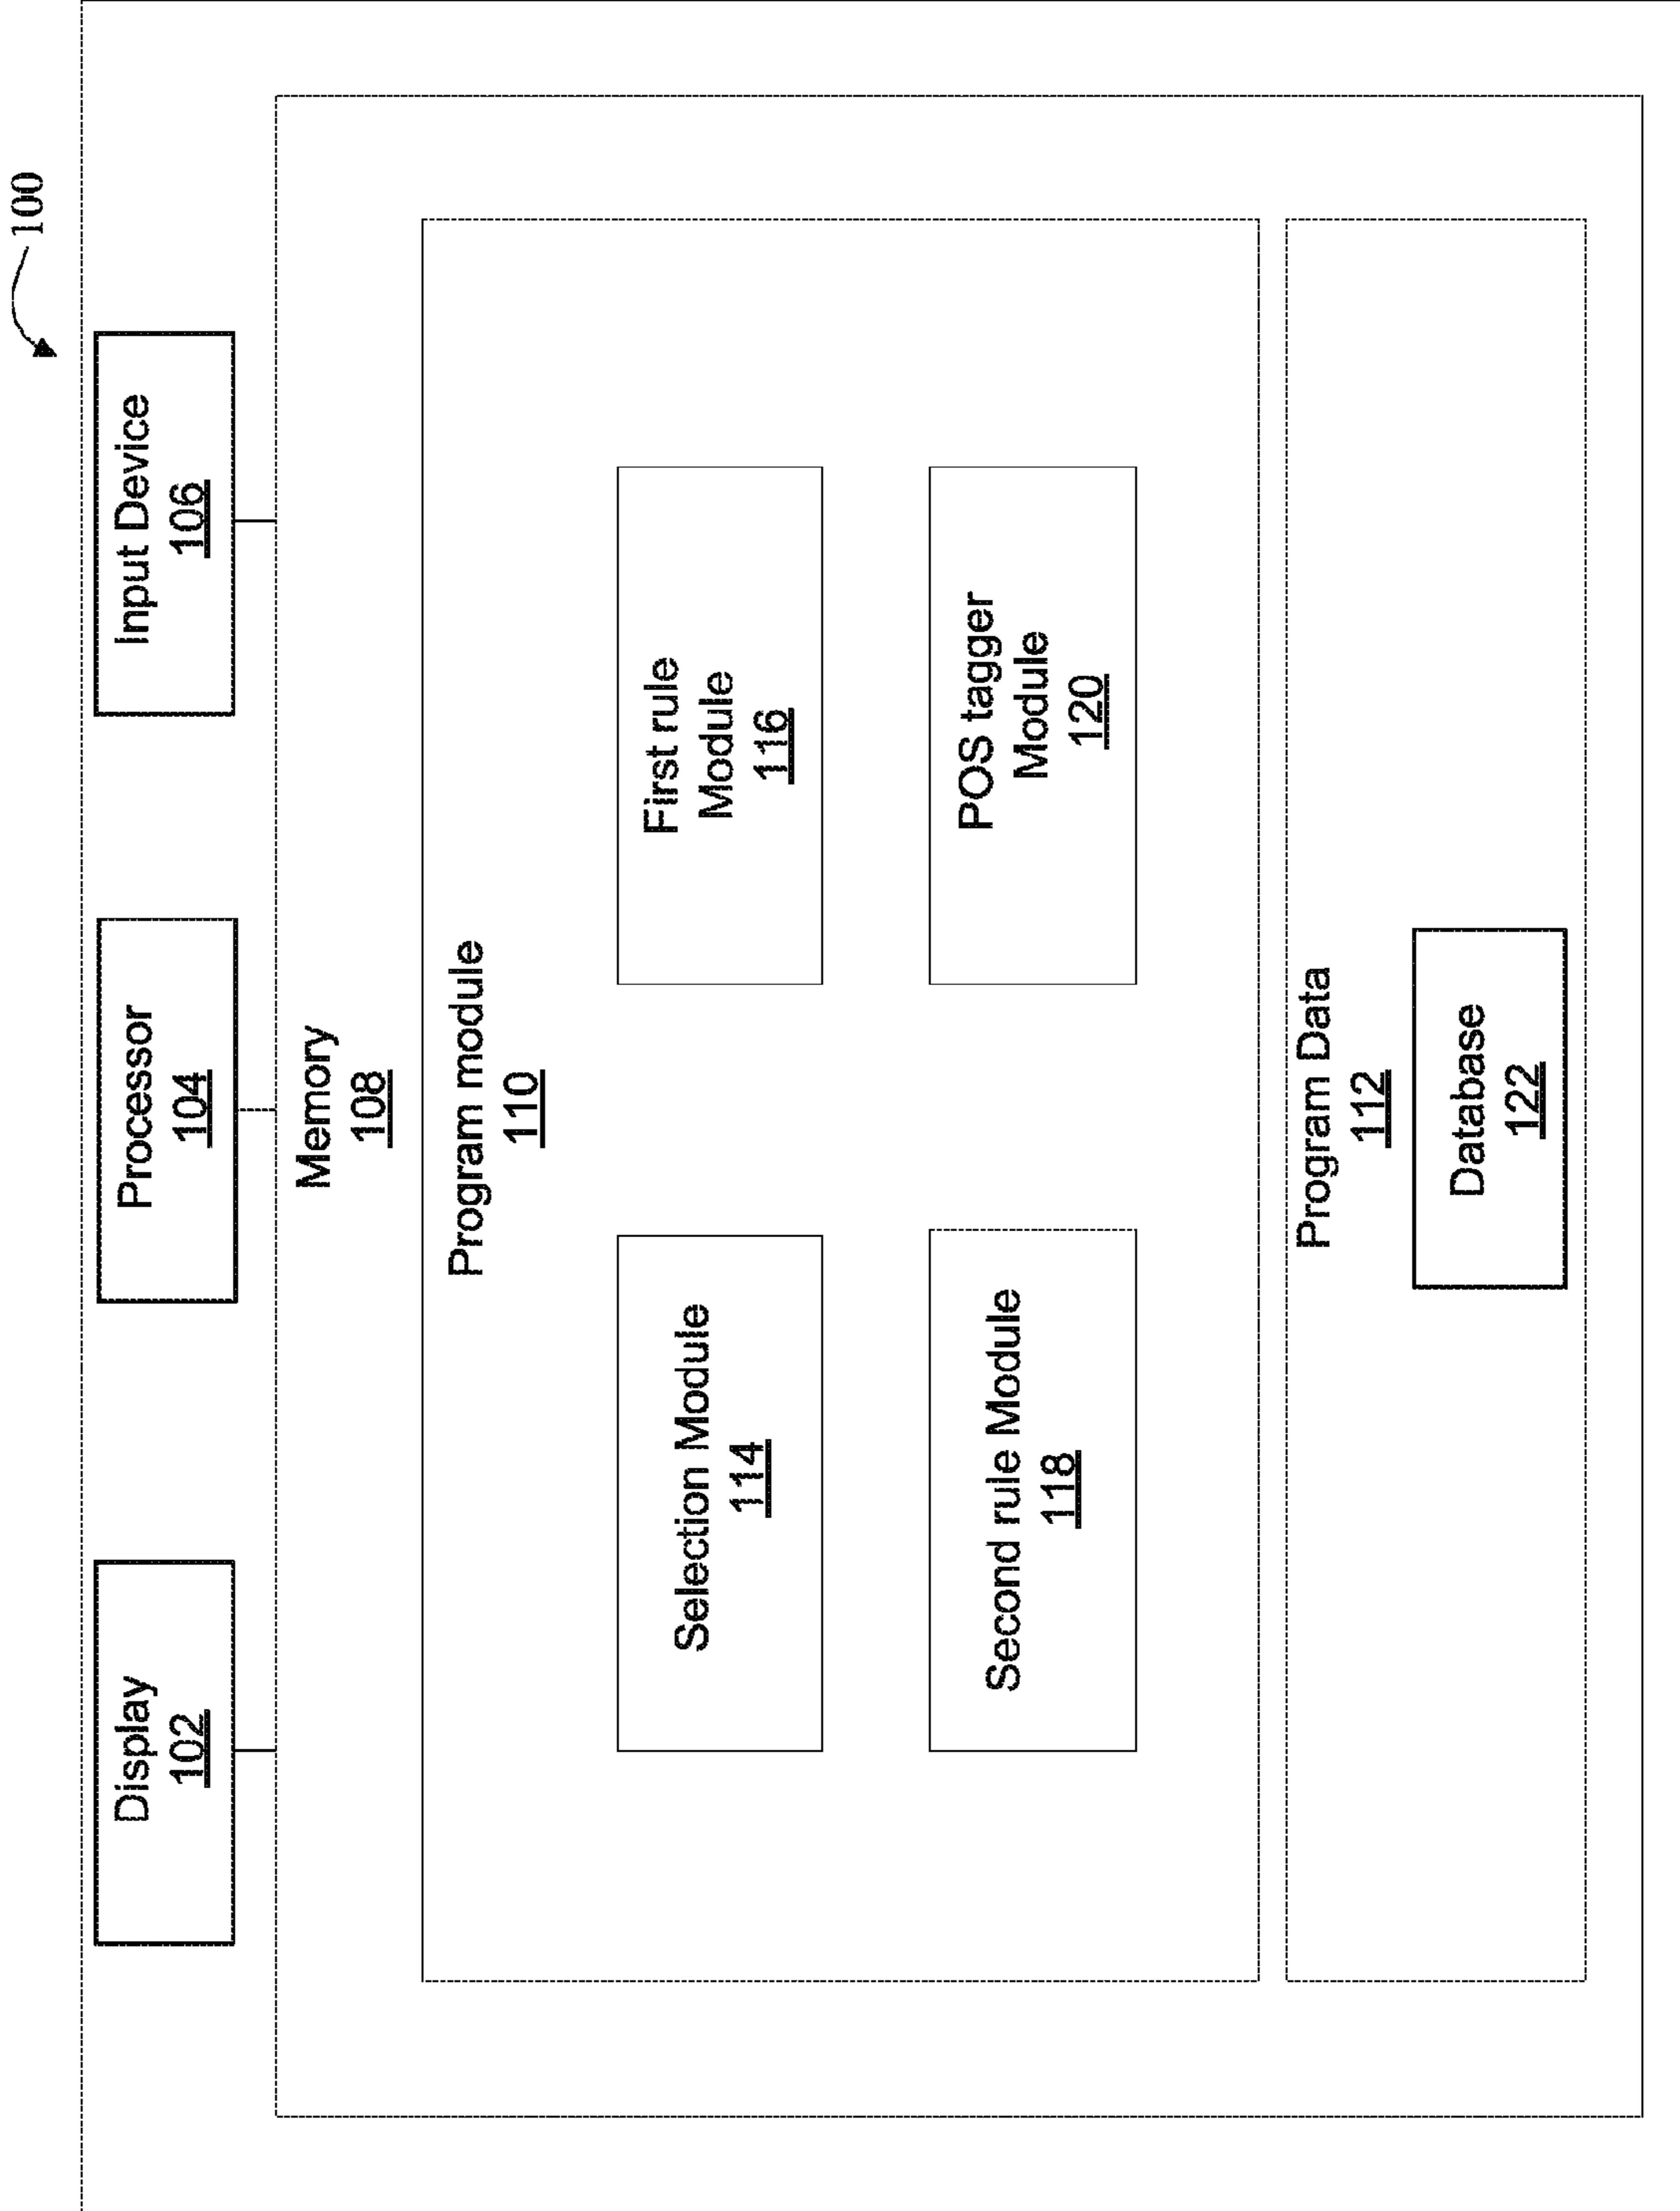 100
Display
102
Processor
104
Input Device
106
Memory
108
Program module
110
Selection Module
114
First rule
Module
116
Second rule Module
118
POS tagger
Module
120
Program Data
112
Database
122